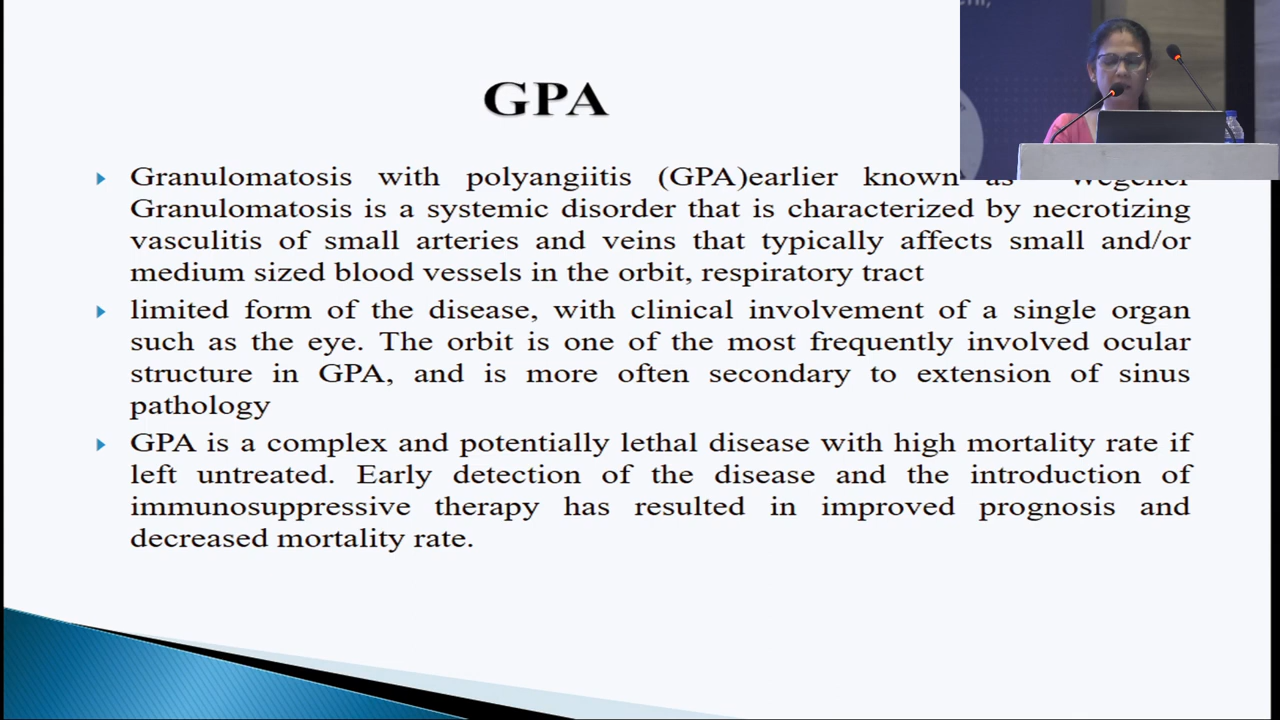 GPA
Granulomatosis with polyangiitis (GPA)earlier known as Wegener
Granulomatosis is a systemic disorder that is characterized by necrotizing
vasculitis of small arteries and veins that typically affects small and/or
medium sized blood vessels in the orbit, respiratory tract
limited form of the disease, with clinical involvement of a single organ
such as the eye. The orbit is one of the most frequently involved ocular
structure in GPA, and is more often secondary to extension of sinus
pathology
GPA is a complex and potentially lethal disease with high mortality rate if
left untreated. Early detection of the disease and the introduction of
immunosuppressive therapy has resulted in improved prognosis and
decreased mortality rate.